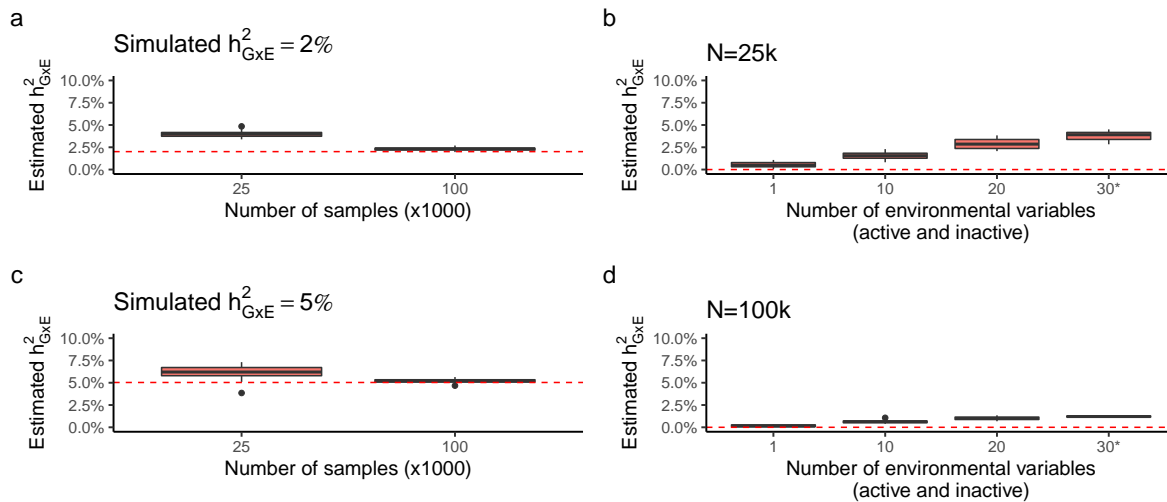 a
Simulated h²GxE = 2%
Estimated h²GxE
10.0%
7.5%
5.0%
2.5%
0.0%
25
100
Number of samples (x1000)
b
N=25k
Estimated h²GxE
10.0%
7.5%
5.0%
2.5%
0.0%
1
10
20
30*
Number of environmental variables
(active and inactive)
c
Simulated h²GxE = 5%
Estimated h²GxE
10.0%
7.5%
5.0%
2.5%
0.0%
25
100
Number of samples (x1000)
d
N=100k
Estimated h²GxE
10.0%
7.5%
5.0%
2.5%
0.0%
1
10
20
30*
Number of environmental variables
(active and inactive)